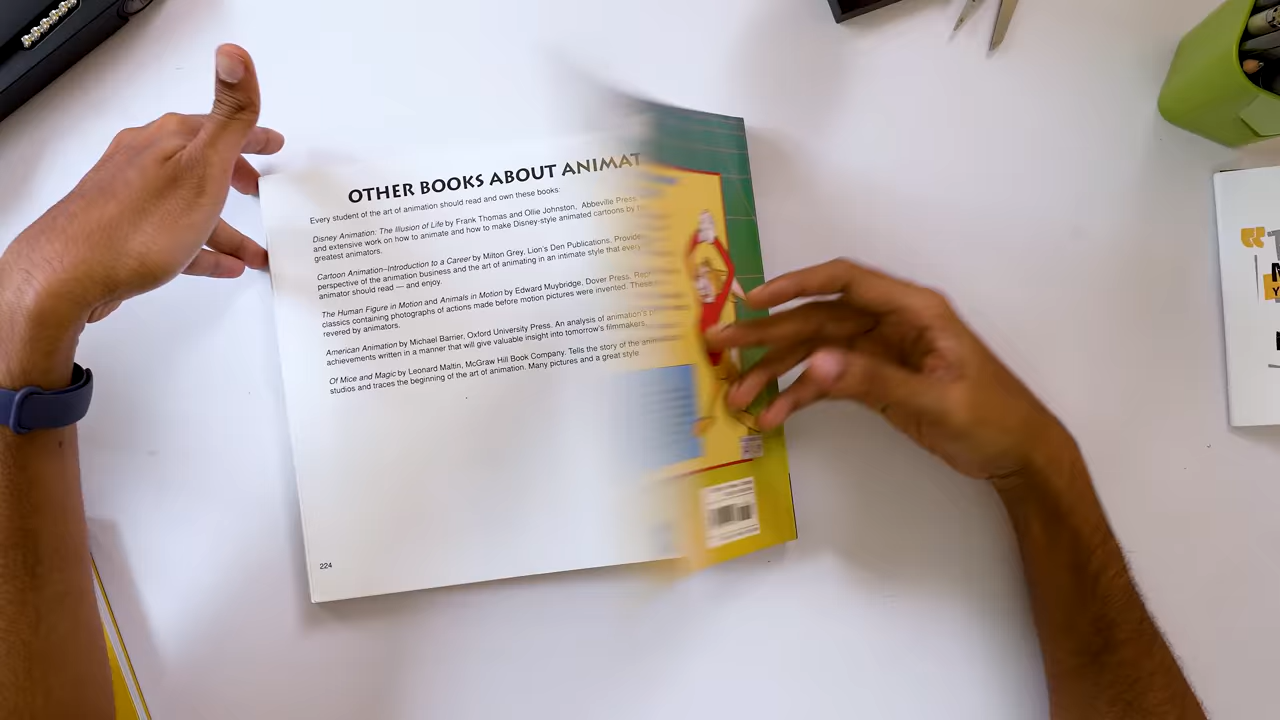 OTHER BOOKS ABOUT ANIMAT
Every student of the art of animation should read and own these books:
Disney Animation: The Illusion of Life by Frank Thomas and Ollie Johnston, Abbeville Press.
and extensive work on how to animate and how to make Disney-style animated cartoons by
greatest animators.
Cartoon Animation–Introduction to a Career by Milton Grey, Lion's Den Publications, Provide
perspective of the animation business and the art of animating in an intimate style that every
animator should read — and enjoy.
The Human Figure in Motion and Animals in Motion by Edward Muybridge, Dover Press.
classics containing photographs of actions made before motion pictures were invented. These
revered by animators.
American Animation by Michael Barrier, Oxford University Press. An analysis of animation's
achievements written in a manner that will give valuable insight into tomorrow's filmmakers.
Of Mice and Magic by Leonard Maltin, McGraw Hill Book Company. Tells the story of the animation
studios and traces the beginning of the art of animation. Many pictures and a great style
224